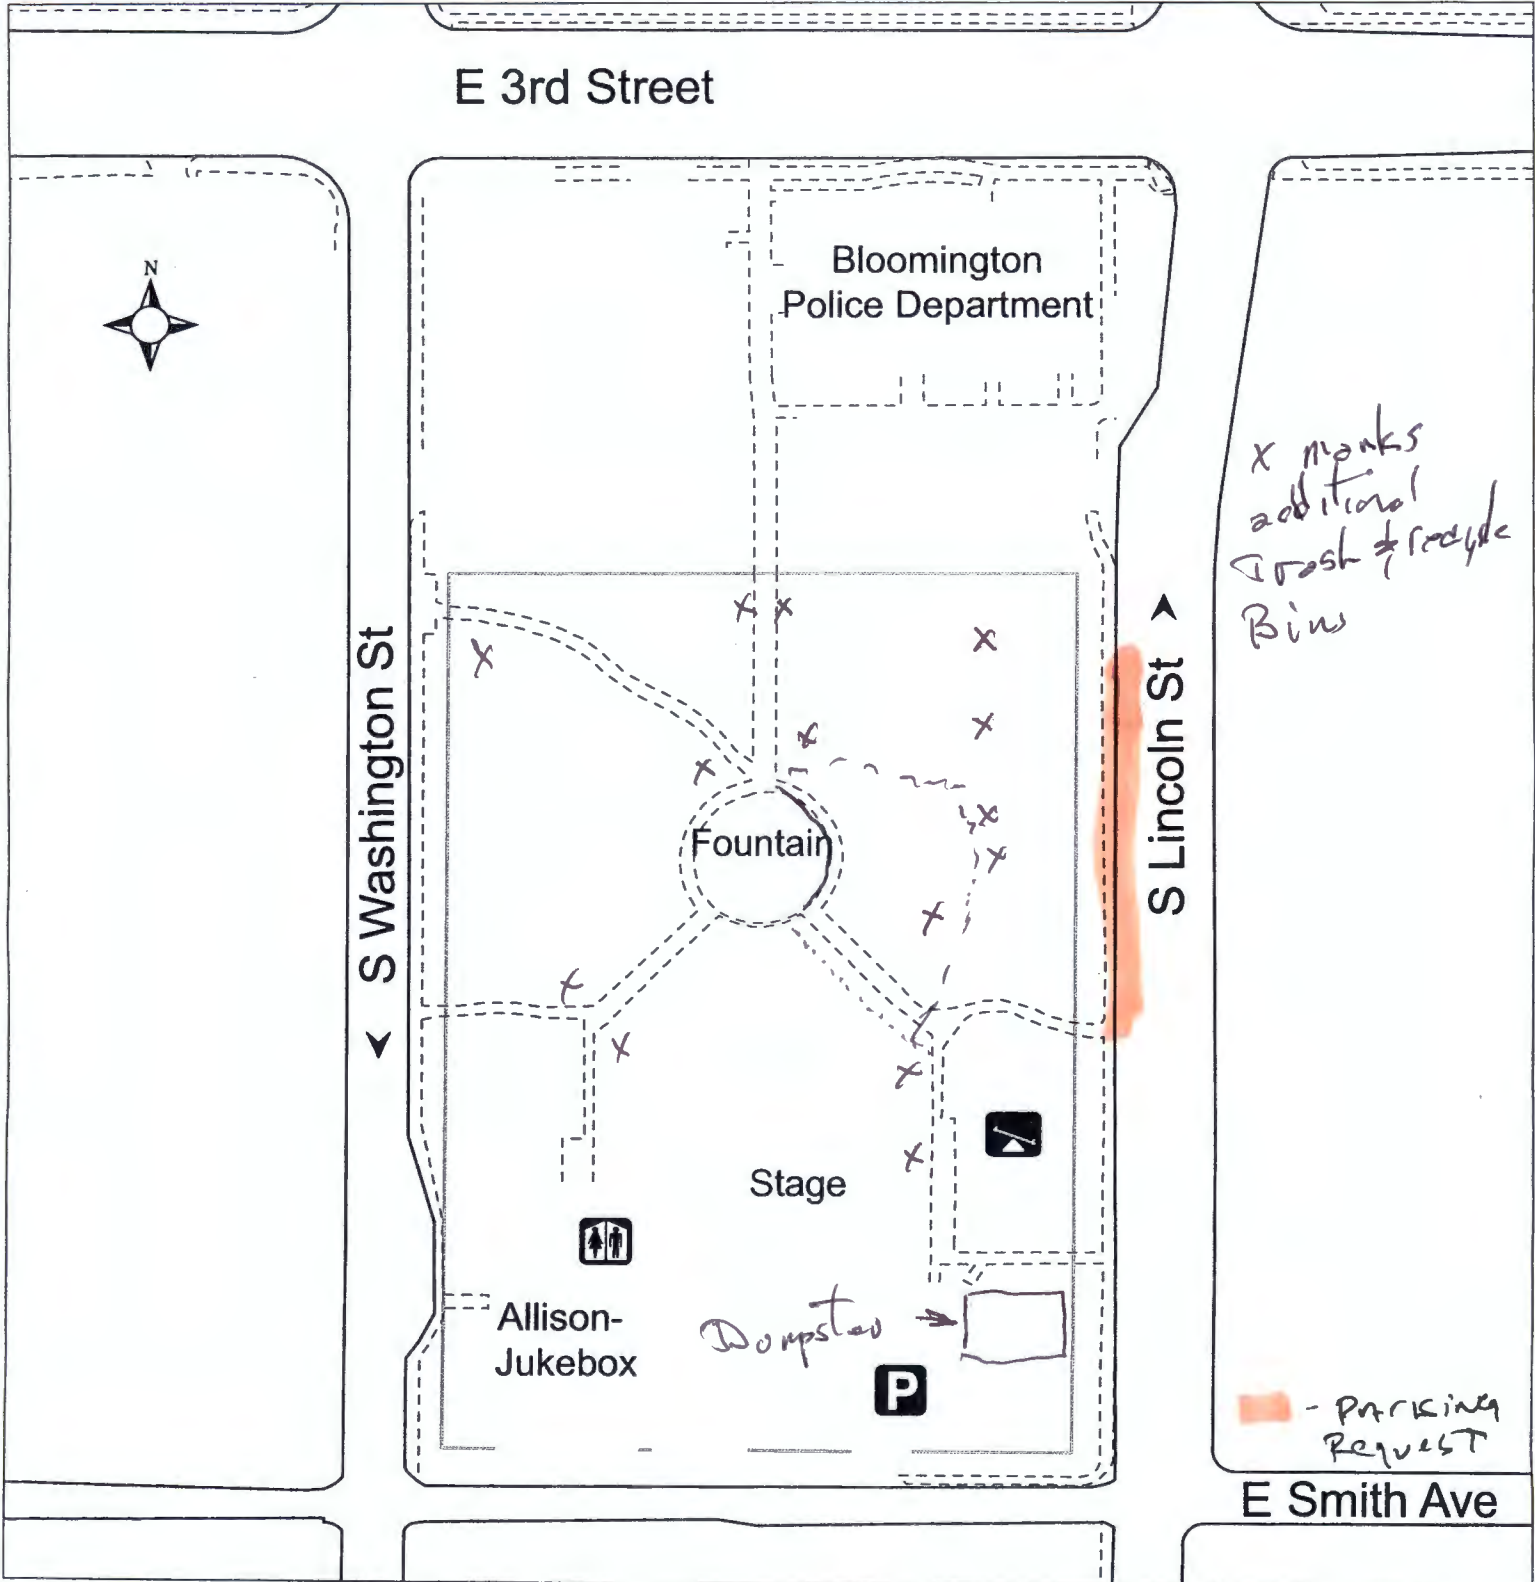 E 3rd Street
N
Bloomington
Police Department
X marks
additional
Trash & recycle
Bins
S Washington St
S Lincoln St
Fountain
Stage
Allison-
Jukebox
Dumpster
P
- Parking
Request
E Smith Ave